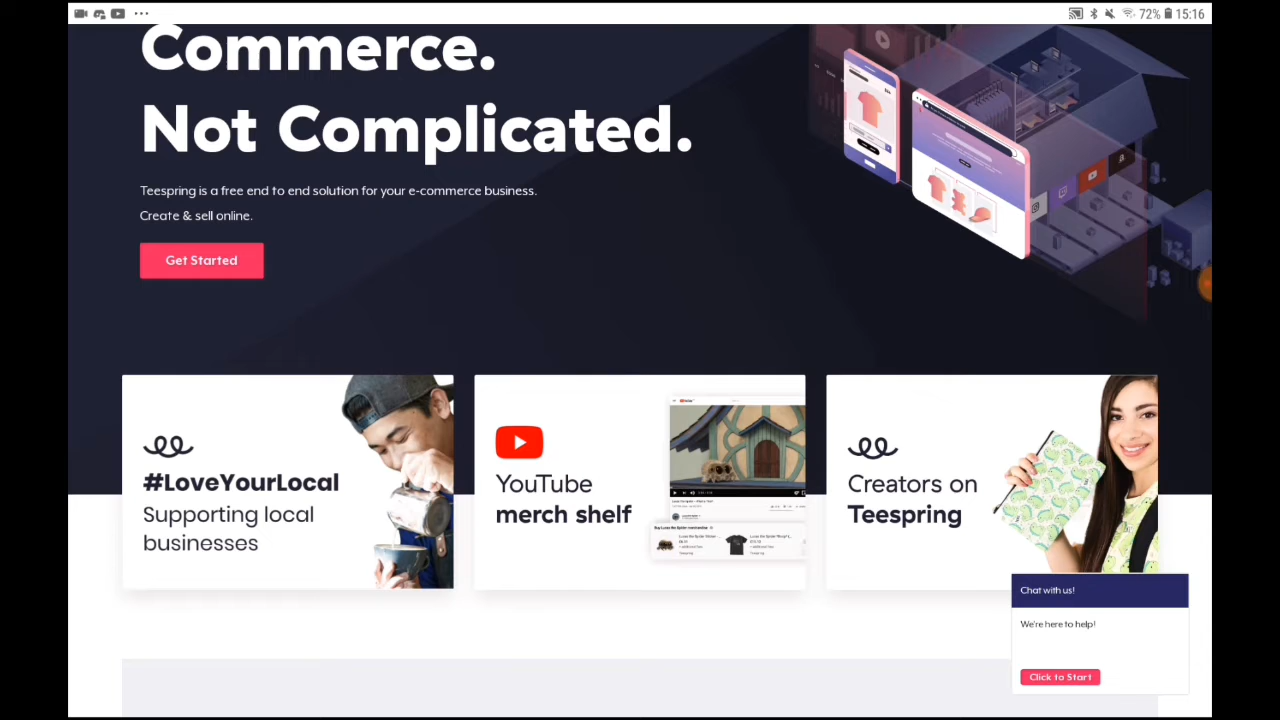 72% 15:16
Commerce.
Not Complicated.
Teespring is a free end to end solution for your e-commerce business.
Create & sell online.
Get Started
#LoveYourLocal
Supporting local
businesses
YouTube
merch shelf
Creators on
Teespring
Chat with us!
We're here to help!
Click to Start